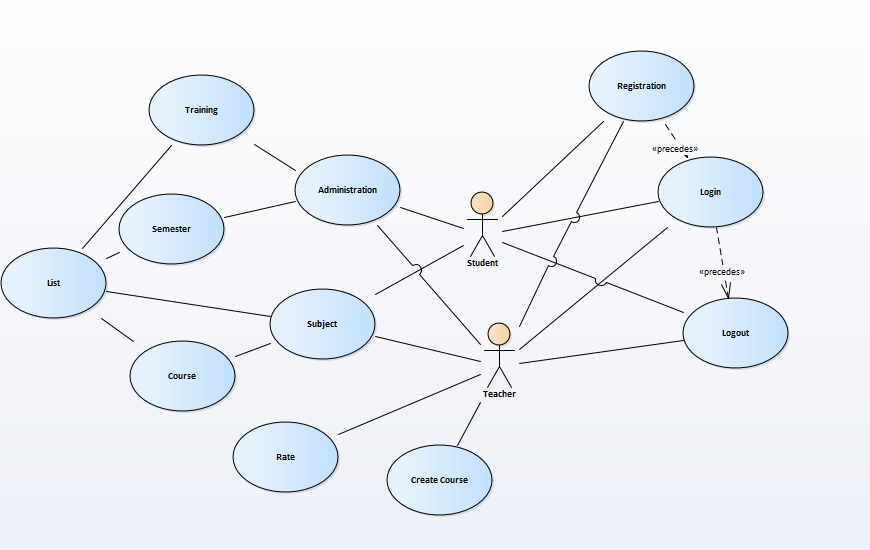 Registration
Training
«precedes»
Administration
Login
Semester
Student
«precedes»
List
Subject
Logout
Course
Teacher
Rate
Create Course